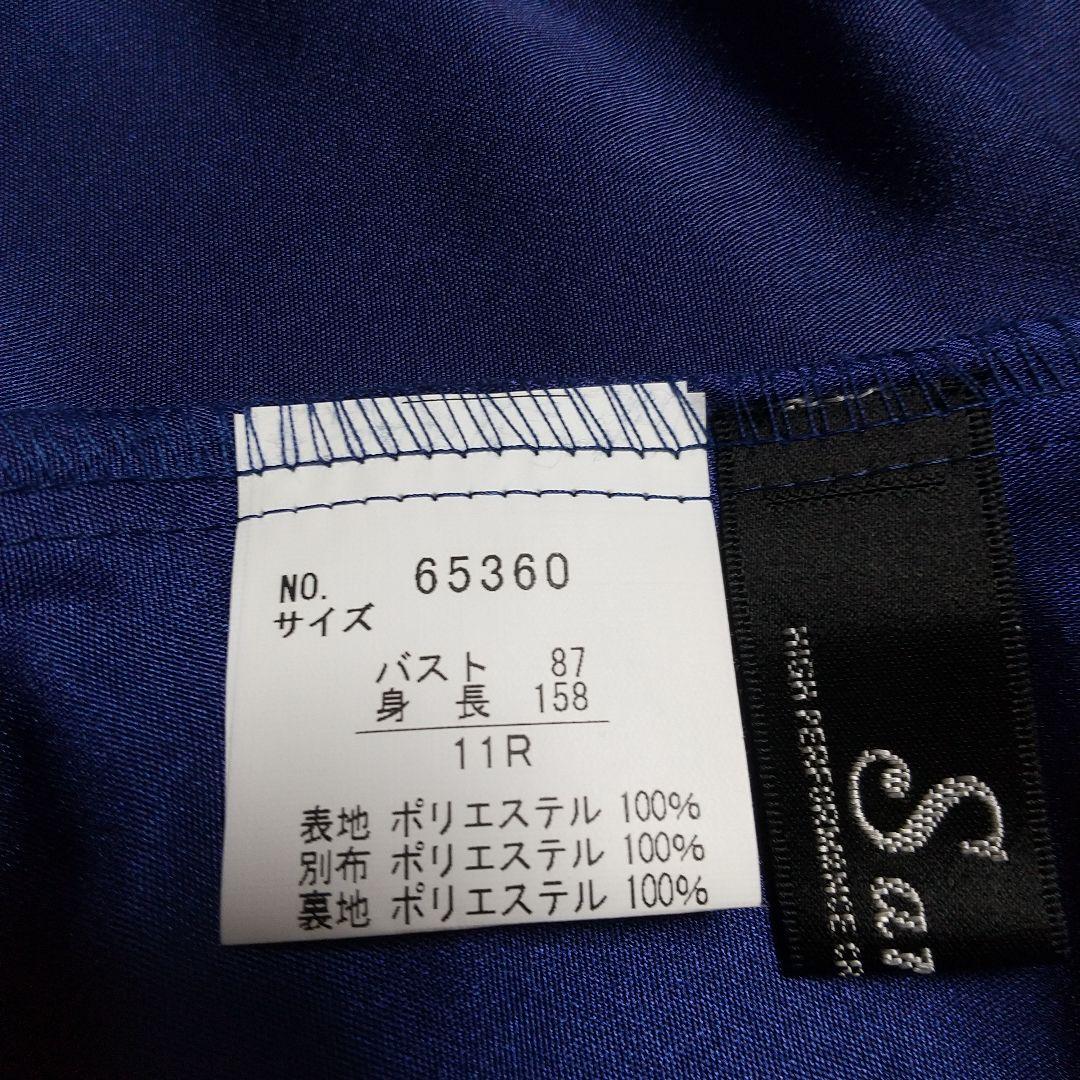 NO. 65360
サイズ
バスト 87
身 長 158
11R
表地 ポリエステル 100%
別布 ポリエステル 100%
裏地 ポリエステル 100%
HIGH PERFORMANCE